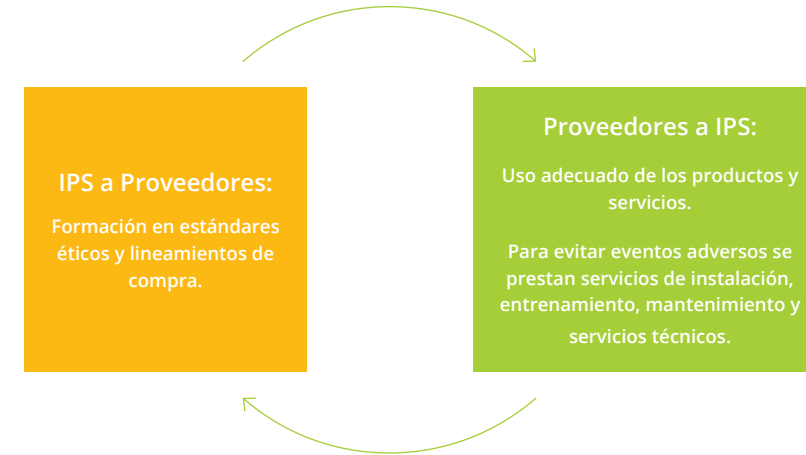 IPS a Proveedores:
Formación en estándares
éticos y lineamientos de
compra.
Proveedores a IPS:
Uso adecuado de los productos y
servicios.
Para evitar eventos adversos se
prestan servicios de instalación,
entrenamiento, mantenimiento y
servicios técnicos.